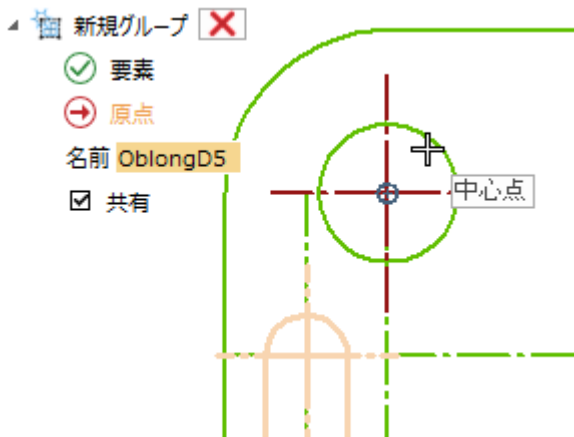 新規グループ
要素
原点
名前 OblongD5
共有
中心点